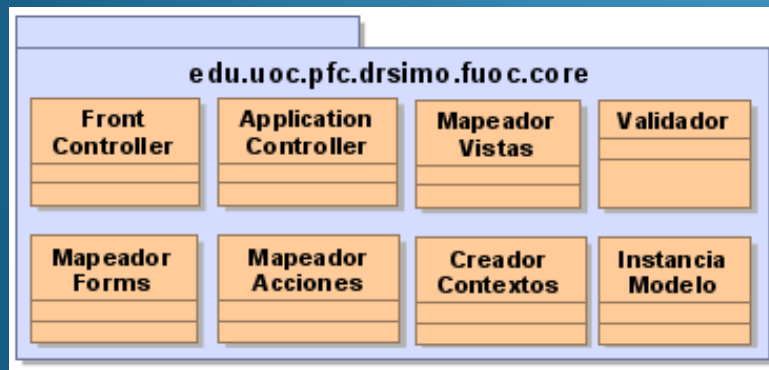 edu.uoc.pfc.drsimo.fuoc.core
Front
Controller
Application
Controller
Mapeador
Vistas
Validador
Mapeador
Forms
Mapeador
Acciones
Creador
Contextos
Instancia
Modelo